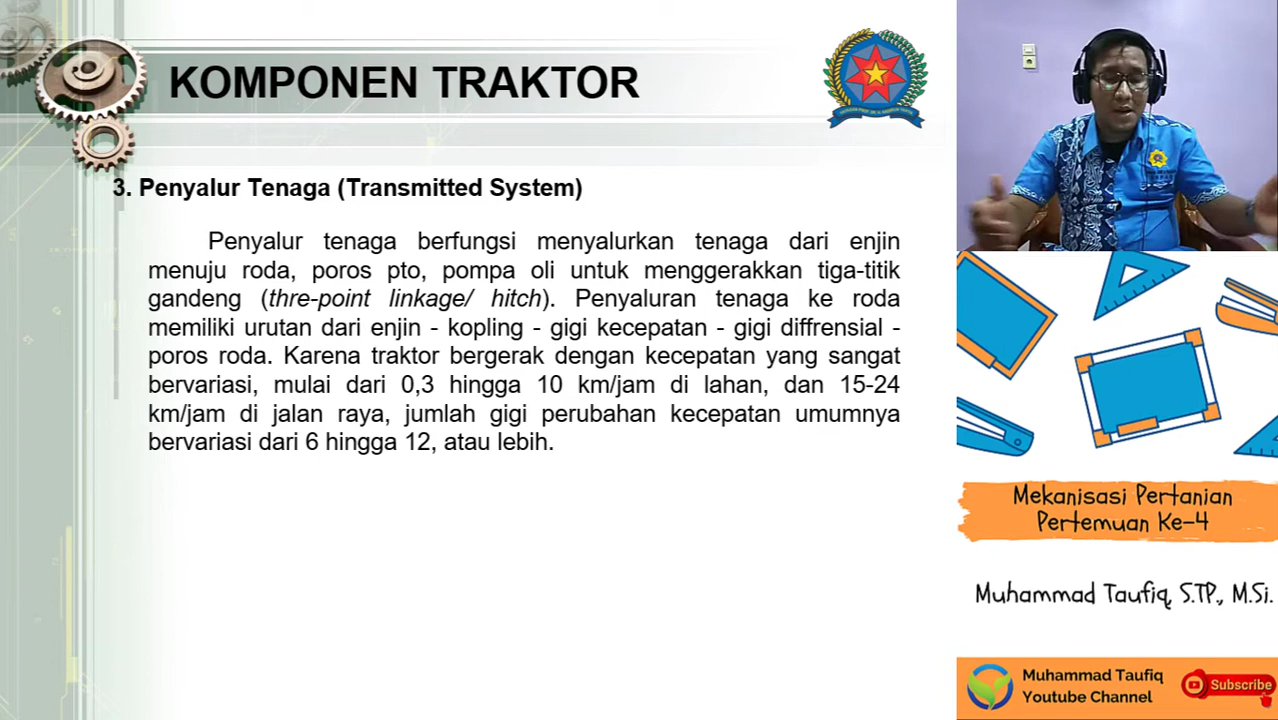 KOMPONEN TRAKTOR
3. Penyalur Tenaga (Transmitted System)
Penyalur tenaga berfungsi menyalurkan tenaga dari enjin
menuju roda, poros pto, pompa oli untuk menggerakkan tiga-titik
gandeng (thre-point linkage/ hitch). Penyaluran tenaga ke roda
memiliki urutan dari enjin - kopling - gigi kecepatan - gigi diffrensial -
poros roda. Karena traktor bergerak dengan kecepatan yang sangat
bervariasi, mulai dari 0,3 hingga 10 km/jam di lahan, dan 15-24
km/jam di jalan raya, jumlah gigi perubahan kecepatan umumnya
bervariasi dari 6 hingga 12, atau lebih.
Mekanisasi Pertanian
Pertemuan Ke-4
Muhammad Taufiq, S.TP., M.Si.
Muhammad Taufiq
Youtube Channel
Subscribe